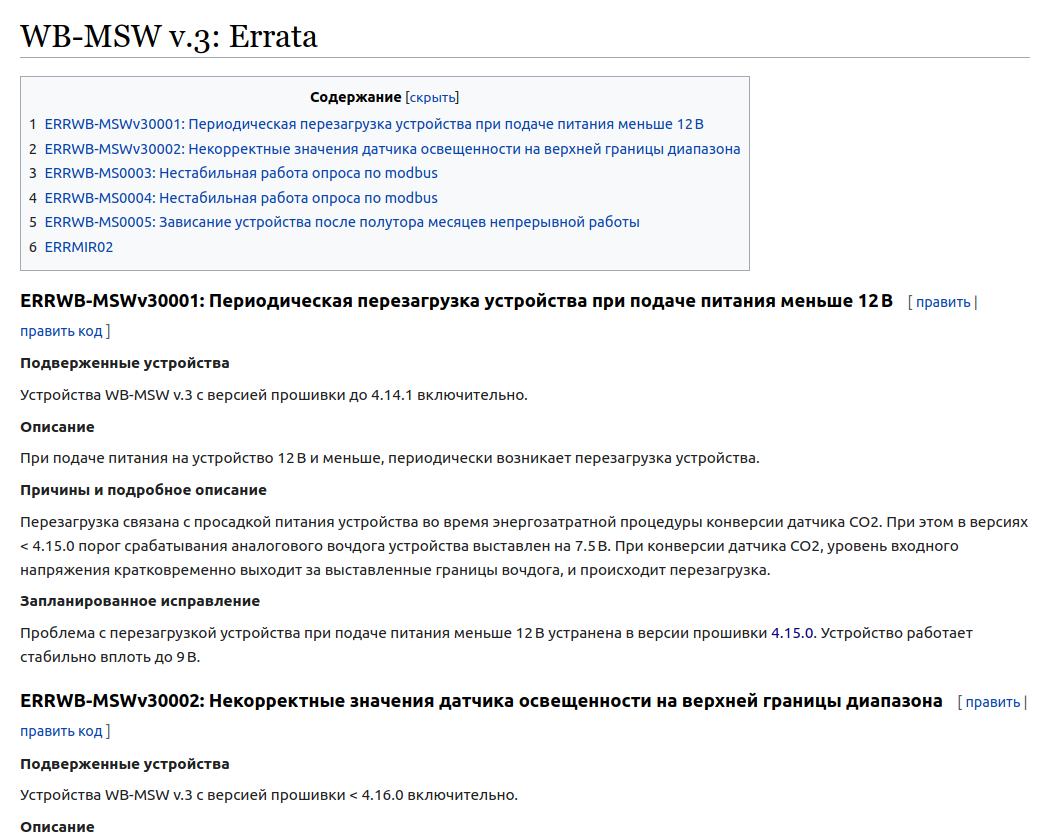 WB-MSW v.3: Errata
Содержание [скрыть]
1 ERRWB-MSWv30001: Периодическая перезагрузка устройства при подаче питания меньше 12 В
2 ERRWB-MSWv30002: Некорректные значения датчика освещенности на верхней границы диапазона
3 ERRWB-MS0003: Нестабильная работа опроса по modbus
4 ERRWB-MS0004: Нестабильная работа опроса по modbus
5 ERRWB-MS0005: Зависание устройства после полутора месяцев непрерывной работы
6 ERRMIR02
ERRWB-MSWv30001: Периодическая перезагрузка устройства при подаче питания меньше 12 В [ править |
править код ]
Подверженные устройства
Устройства WB-MSW v.3 с версией прошивки до 4.14.1 включительно.
Описание
При подаче питания на устройство 12 В и меньше, периодически возникает перезагрузка устройства.
Причины и подробное описание
Перезагрузка связана с просадкой питания устройства во время энергозатратной процедуры конверсии датчика CO2. При этом в версиях
< 4.15.0 порог срабатывания аналогового вочдога устройства выставлен на 7.5 В. При конверсии датчика CO2, уровень входного
напряжения кратковременно выходит за выставленные границы вочдога, и происходит перезагрузка.
Запланированное исправление
Проблема с перезагрузкой устройства при подаче питания меньше 12 В устранена в версии прошивки 4.15.0. Устройство работает
стабильно вплоть до 9 В.
ERRWB-MSWv30002: Некорректные значения датчика освещенности на верхней границы диапазона [ править |
править код ]
Подверженные устройства
Устройства WB-MSW v.3 с версией прошивки < 4.16.0 включительно.
Описание